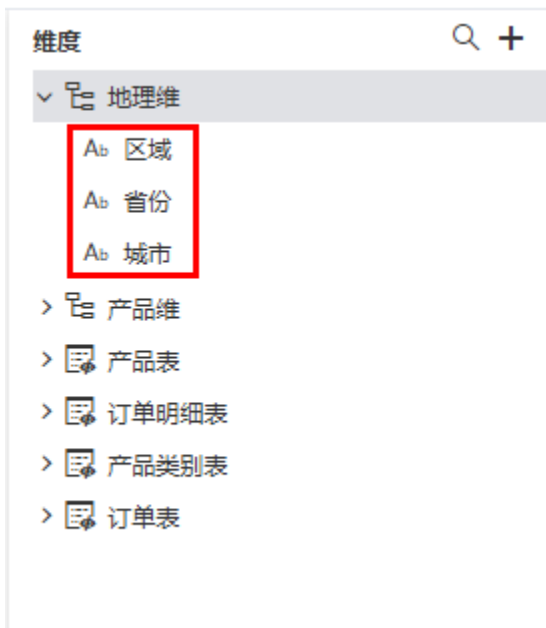 维度
地理维
Ab 区域
Ab 省份
Ab 城市
产品维
产品表
订单明细表
产品类别表
订单表